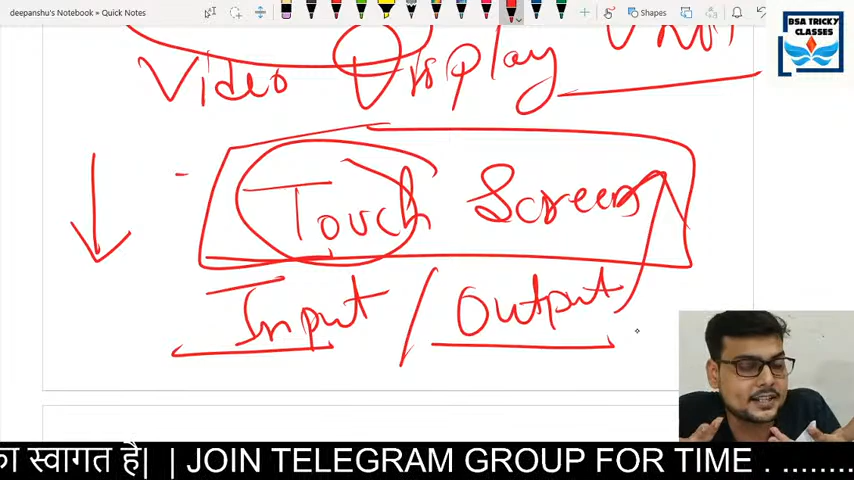 deepanshu's Notebook » Quick Notes
Shapes
BSA TRICKY
CLASSES
Video Display
Touch Screen
Input / Output
का स्वागत है| | JOIN TELEGRAM GROUP FOR TIME . ........